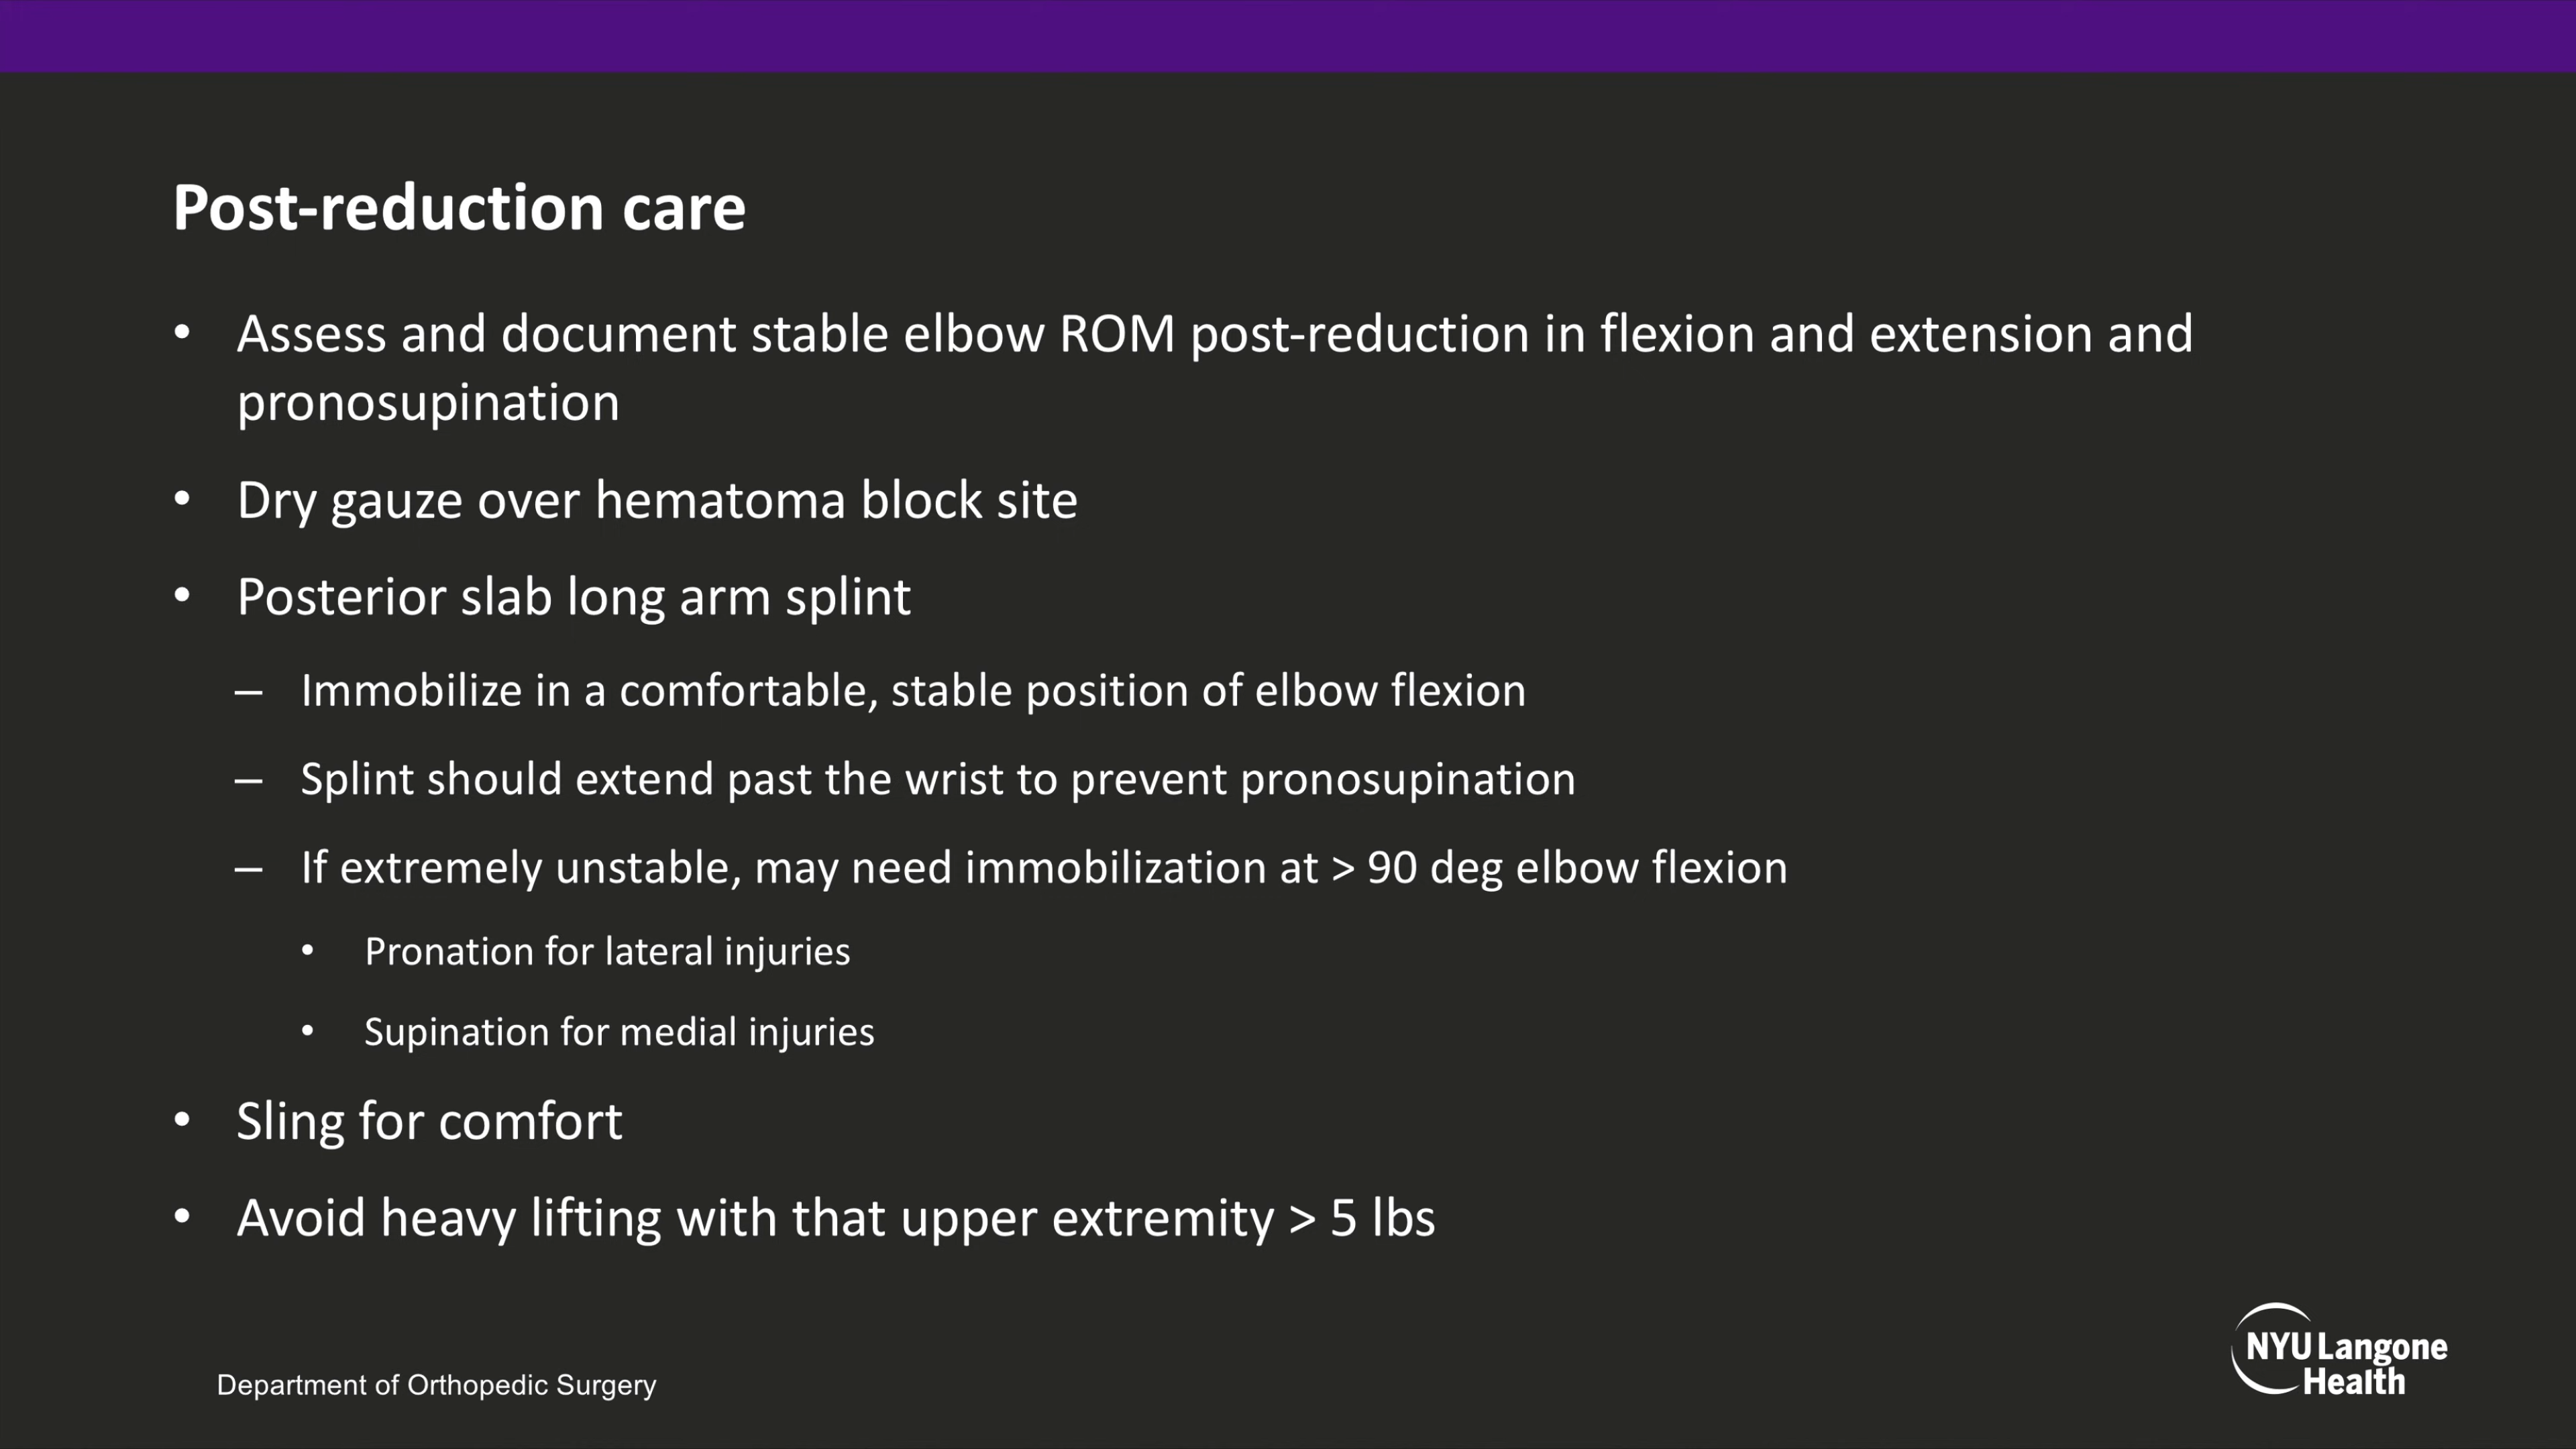 Post-reduction care
• Assess and document stable elbow ROM post-reduction in flexion and extension and
pronosupination
• Dry gauze over hematoma block site
• Posterior slab long arm splint
– Immobilize in a comfortable, stable position of elbow flexion
– Splint should extend past the wrist to prevent pronosupination
– If extremely unstable, may need immobilization at > 90 deg elbow flexion
• Pronation for lateral injuries
• Supination for medial injuries
• Sling for comfort
• Avoid heavy lifting with that upper extremity > 5 lbs
Department of Orthopedic Surgery
NYU Langone
Health